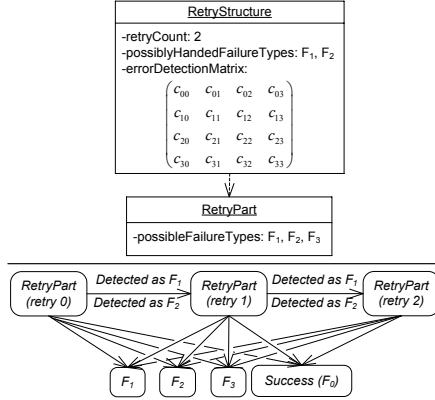 RetryStructure
-retryCount: 2
-possiblyHandedFailureTypes: F₁, F₂
-errorDetectionMatrix:
c₀₀ c₀₁ c₀₂ c₀₃
c₁₀ c₁₁ c₁₂ c₁₃
c₂₀ c₂₁ c₂₂ c₂₃
c₃₀ c₃₁ c₃₂ c₃₃
RetryPart
-possibleFailureTypes: F₁, F₂, F₃
RetryPart
(retry 0)
Detected as F₁
Detected as F₂
RetryPart
(retry 1)
Detected as F₁
Detected as F₂
RetryPart
(retry 2)
F₁
F₂
F₃
Success (F₀)